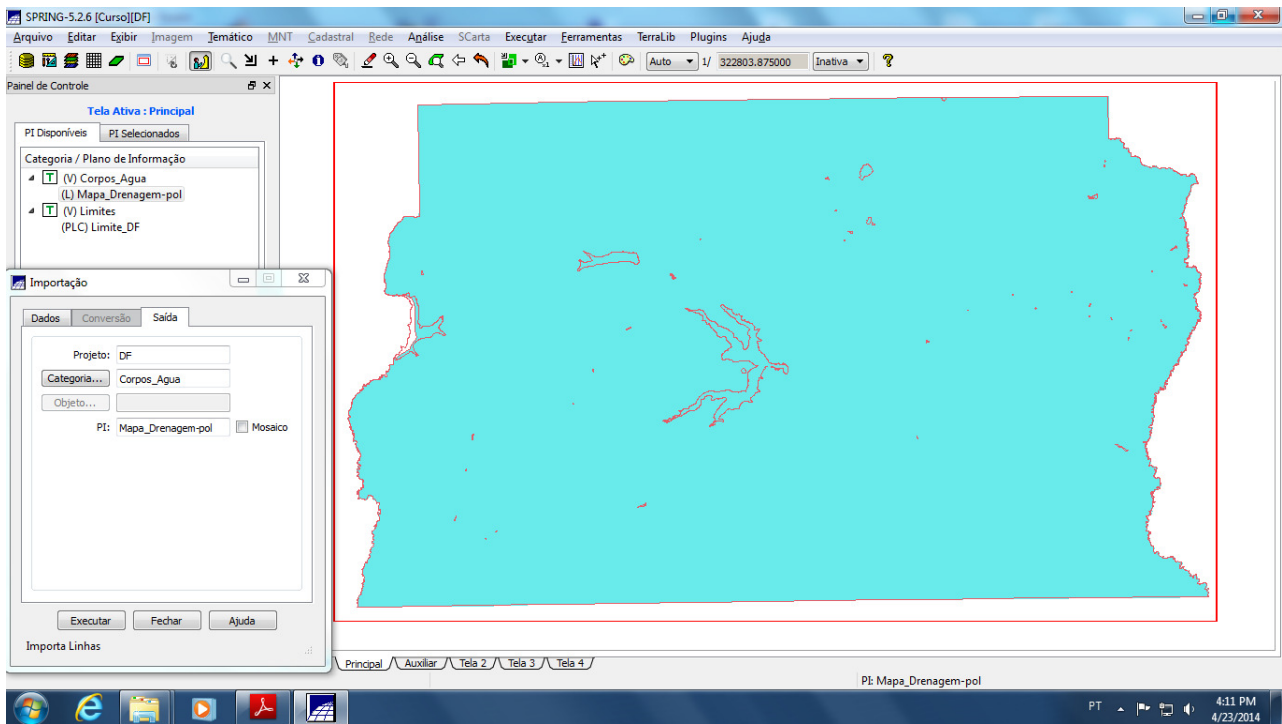 SPRING-5.2.6 [Curso][DF]
Arquivo Editar Exibir Imagem Temático MNT Cadastral Rede Análise SCarta Executar Ferramentas TerraLib Plugins Ajuda
Auto 1/ 322803.875000 Inativa
Painel de Controle
Tela Ativa : Principal
PI Disponíveis PI Selecionados
Categoria / Plano de Informação
T (V) Corpos_Agua
(L) Mapa_Drenagem-pol
T (V) Limites
(PLC) Limite_DF
Importação
Dados Conversão Saída
Projeto: DF
Categoria... Corpos_Agua
Objeto...
PI: Mapa_Drenagem-pol Mosaico
Executar Fechar Ajuda
Importa Linhas
Principal Auxiliar Tela 2 Tela 3 Tela 4
PI: Mapa_Drenagem-pol
PT 4:11 PM
4/23/2014